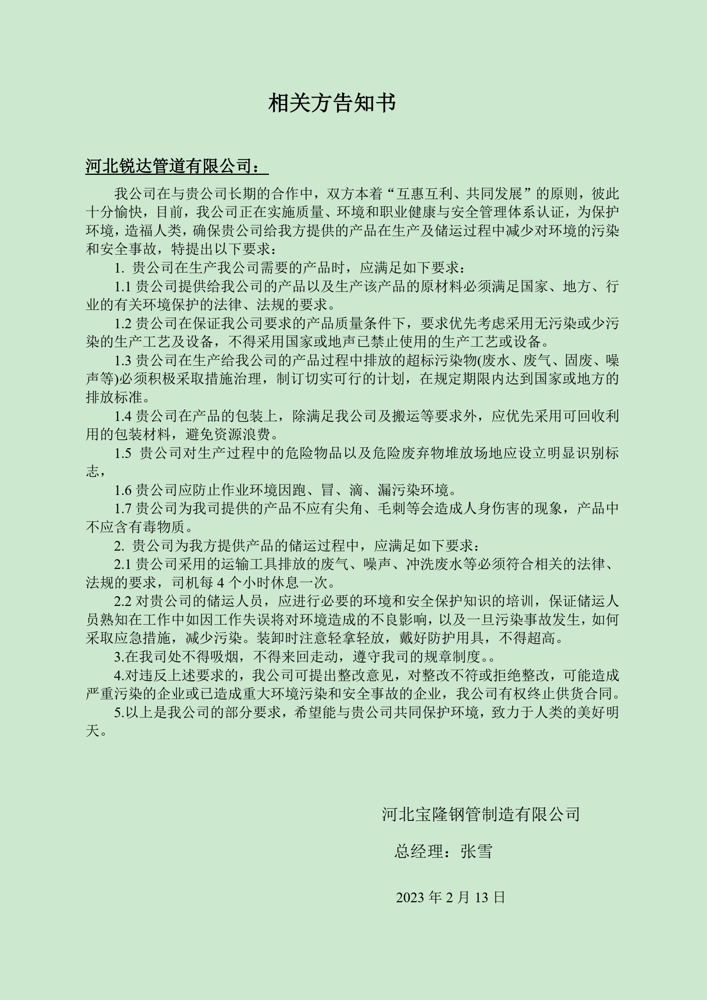 相关方告知书
河北锐达管道有限公司：
我公司在与贵公司长期的合作中，双方本着“互惠互利、共同发展”的原则，彼此
十分愉快，目前，我公司正在实施质量、环境和职业健康与安全管理体系认证，为保护
环境，造福人类，确保贵公司给我方提供的产品在生产及储运过程中减少对环境的污染
和安全事故，特提出以下要求：
1. 贵公司在生产我公司需要的产品时，应满足如下要求：
1.1 贵公司提供给我公司的产品以及生产该产品的原材料必须满足国家、地方、行
业的有关环境保护的法律、法规的要求。
1.2 贵公司在保证我公司要求的产品质量条件下，要求优先考虑采用无污染或少污
染的生产工艺及设备，不得采用国家或地声已禁止使用的生产工艺或设备。
1.3 贵公司在生产给我公司的产品过程中排放的超标污染物(废水、废气、固废、噪
声等)必须积极采取措施治理，制订切实可行的计划，在规定期限内达到国家或地方的
排放标准。
1.4 贵公司在产品的包装上，除满足我公司及搬运等要求外，应优先采用可回收利
用的包装材料，避免资源浪费。
1.5 贵公司对生产过程中的危险物品以及危险废弃物堆放场地应设立明显识别标
志，
1.6 贵公司应防止作业环境因跑、冒、滴、漏污染环境。
1.7 贵公司为我司提供的产品不应有尖角、毛刺等会造成人身伤害的现象，产品中
不应含有毒物质。
2. 贵公司为我方提供产品的储运过程中，应满足如下要求：
2.1 贵公司采用的运输工具排放的废气、噪声、冲洗废水等必须符合相关的法律、
法规的要求，司机每 4 个小时休息一次。
2.2 对贵公司的储运人员，应进行必要的环境和安全保护知识的培训，保证储运人
员熟知在工作中如因工作失误将对环境造成的不良影响，以及一旦污染事故发生，如何
采取应急措施，减少污染。装卸时注意轻拿轻放，戴好防护用具，不得超高。
3.在我司处不得吸烟，不得来回走动，遵守我司的规章制度。。
4.对违反上述要求的，我公司可提出整改意见，对整改不符或拒绝整改，可能造成
严重污染的企业或已造成重大环境污染和安全事故的企业，我公司有权终止供货合同。
5.以上是我公司的部分要求，希望能与贵公司共同保护环境，致力于人类的美好明
天。
河北宝隆钢管制造有限公司
总经理：张雪
2023 年 2 月 13 日